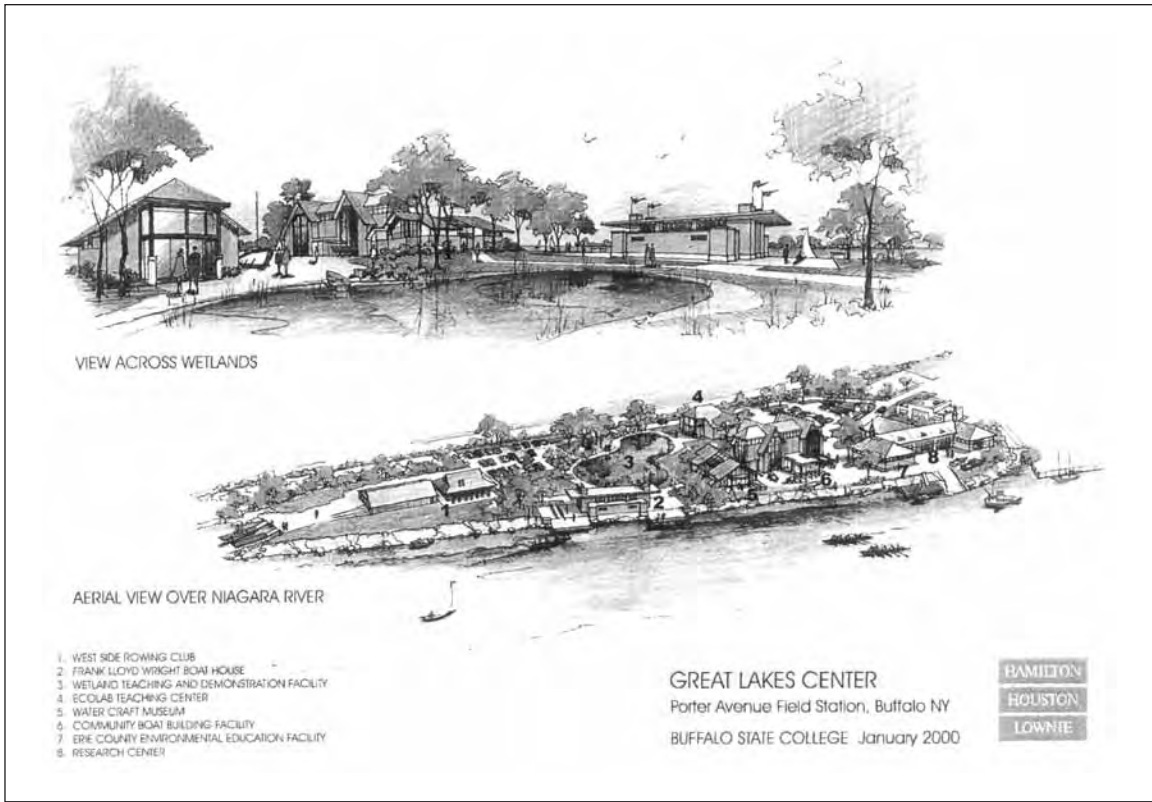 VIEW ACROSS WETLANDS
4
3
1
2
5
6
7
8
AERIAL VIEW OVER NIAGARA RIVER
1. WEST SIDE ROWING CLUB
2. FRANK LLOYD WRIGHT BOAT HOUSE
3. WETLAND TEACHING AND DEMONSTRATION FACILITY
4. ECOLAB TEACHING CENTER
5. WATER CRAFT MUSEUM
6. COMMUNITY BOAT BUILDING FACILITY
7. ERIE COUNTY ENVIRONMENTAL EDUCATION FACILITY
8. RESEARCH CENTER
GREAT LAKES CENTER
Porter Avenue Field Station, Buffalo NY
BUFFALO STATE COLLEGE January 2000
HAMILTON
HOUSTON
LOWNIE